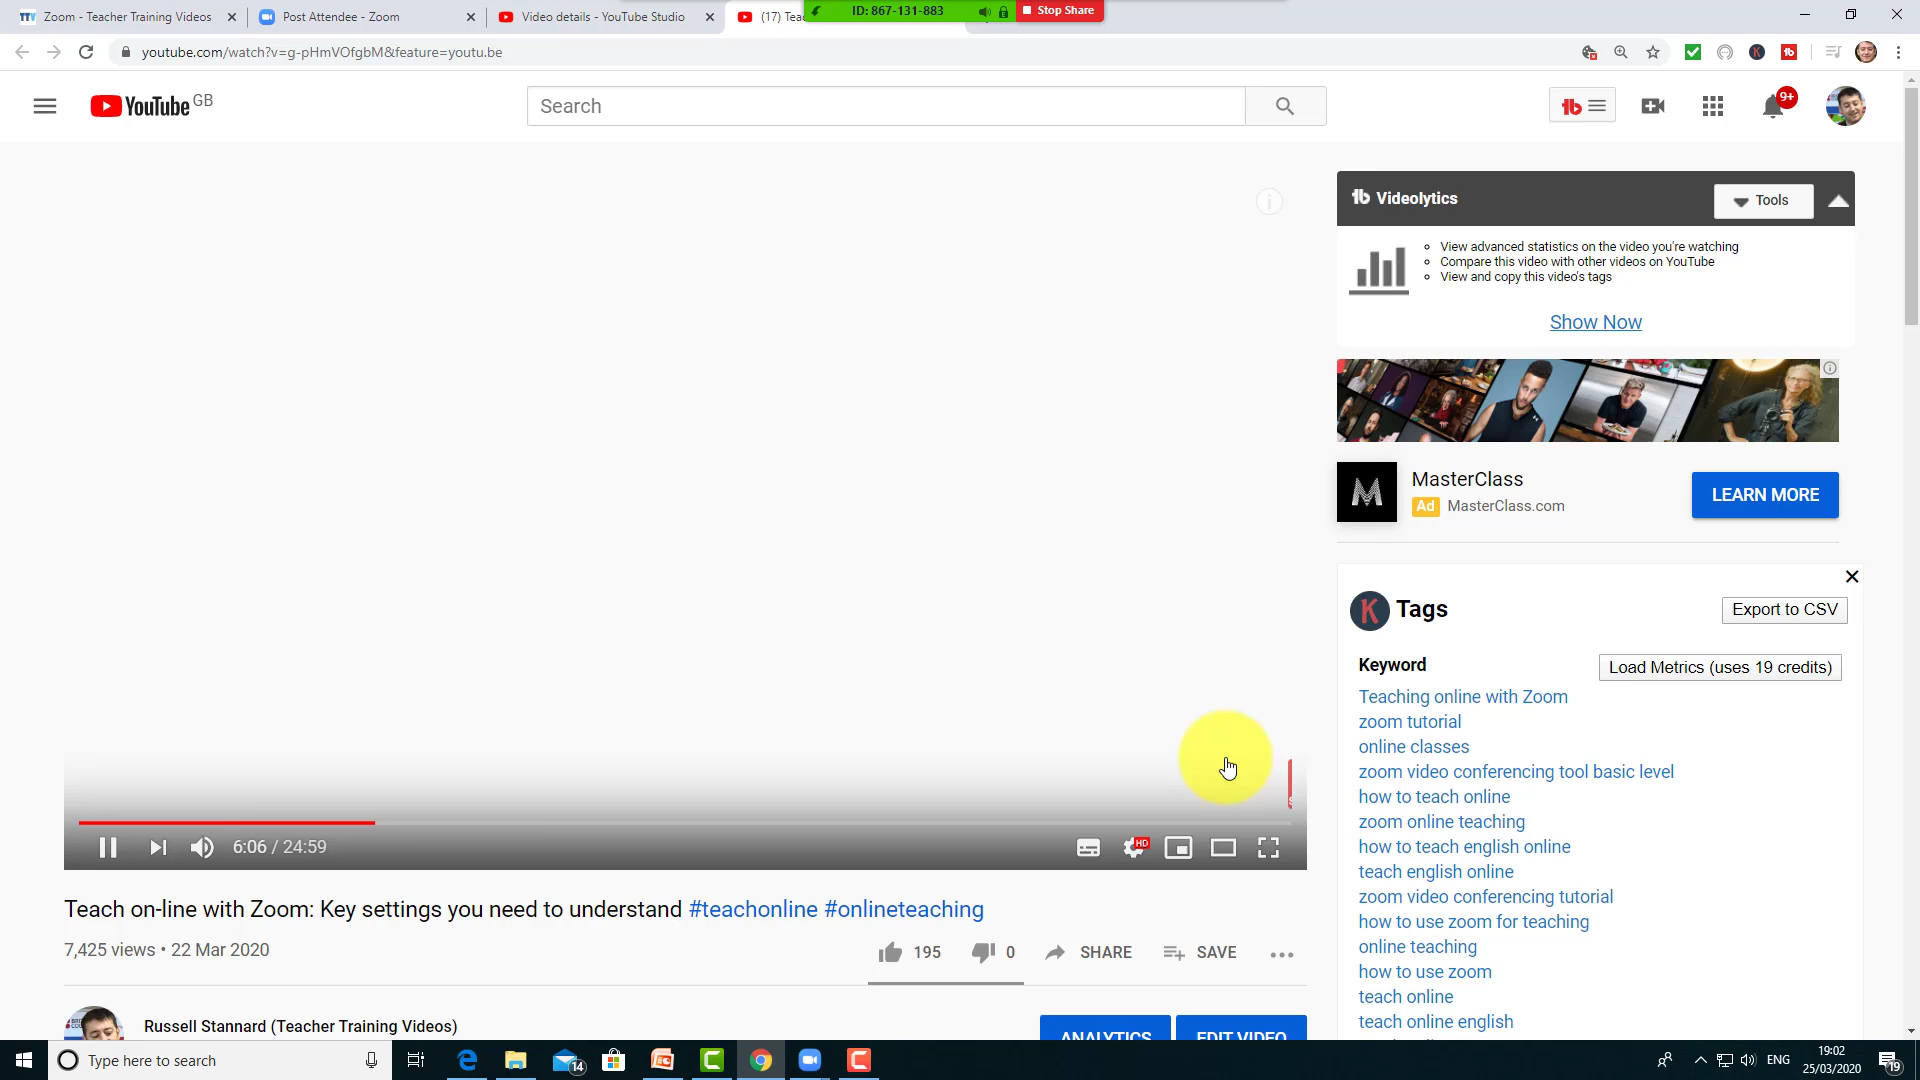 Zoom - Teacher Training Videos
Post Attendee - Zoom
Video details - YouTube Studio
(17) Tea
ID: 867-131-883
Stop Share
youtube.com/watch?v=g-pHmVOfgbM&feature=youtu.be
YouTube GB
Search
9+
Videolytics
Tools
View advanced statistics on the video you're watching
Compare this video with other videos on YouTube
View and copy this video's tags
Show Now
MasterClass
Ad MasterClass.com
LEARN MORE
K Tags
Export to CSV
Keyword
Load Metrics (uses 19 credits)
Teaching online with Zoom
zoom tutorial
online classes
zoom video conferencing tool basic level
how to teach online
zoom online teaching
how to teach english online
teach english online
zoom video conferencing tutorial
how to use zoom for teaching
online teaching
how to use zoom
teach online
teach online english
6:06 / 24:59
HD
Teach on-line with Zoom: Key settings you need to understand #teachonline #onlineteaching
7,425 views • 22 Mar 2020
195
0
SHARE
SAVE
Russell Stannard (Teacher Training Videos)
ANALYTICS
EDIT VIDEO
Type here to search
14
ENG
19:02
25/03/2020
19